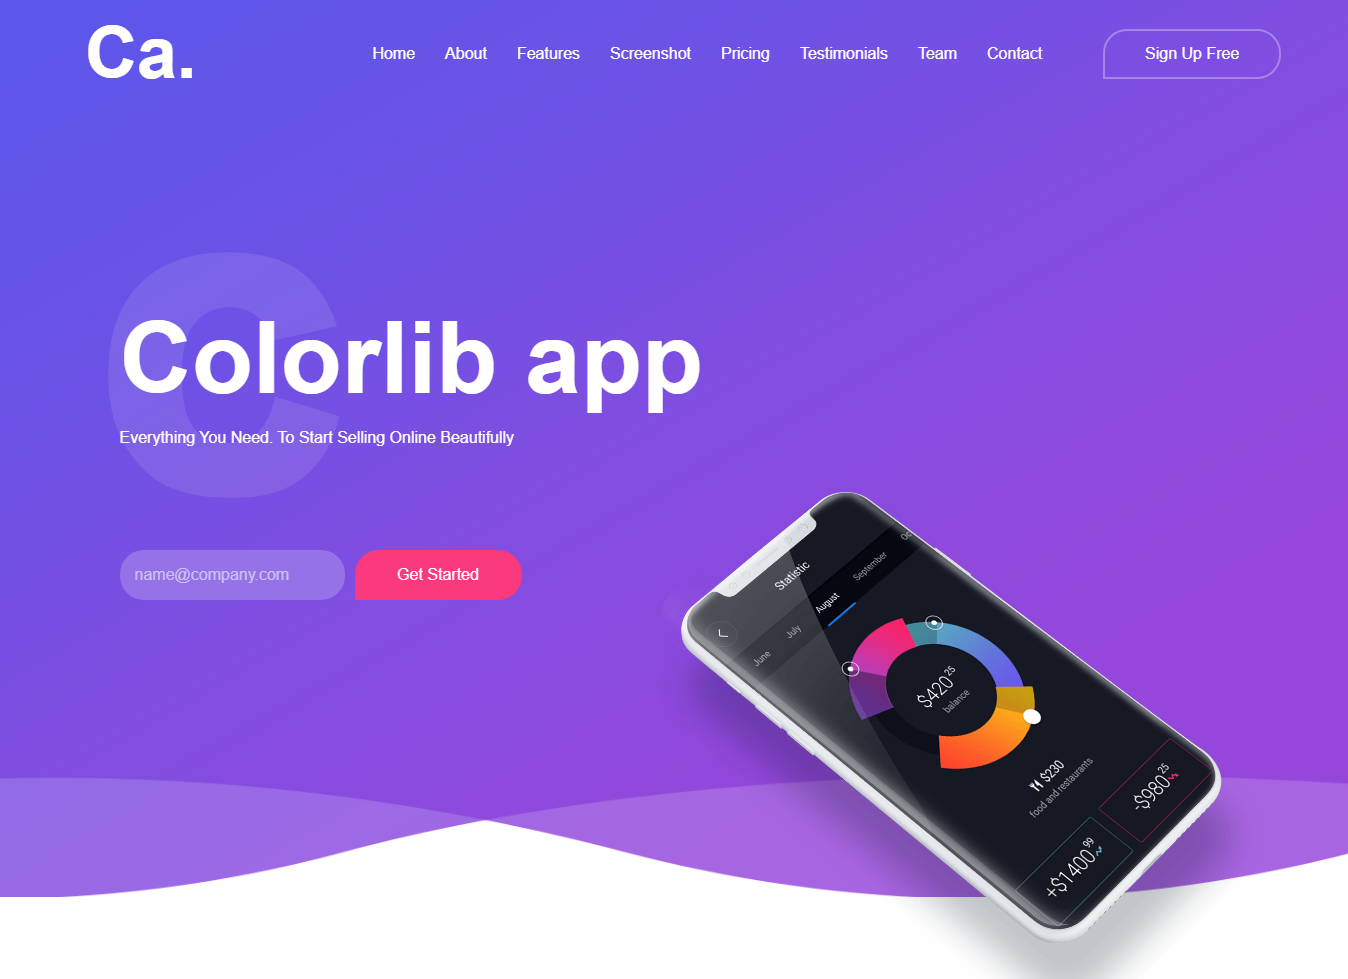 Ca.
Home About Features Screenshot Pricing Testimonials Team Contact Sign Up Free
C
Colorlib app
Everything You Need. To Start Selling Online Beautifully
name@company.com Get Started
Statistic
June July August September Oc
$420 25
balance
$230
food and restaurants
-$980 25
+$1400 99